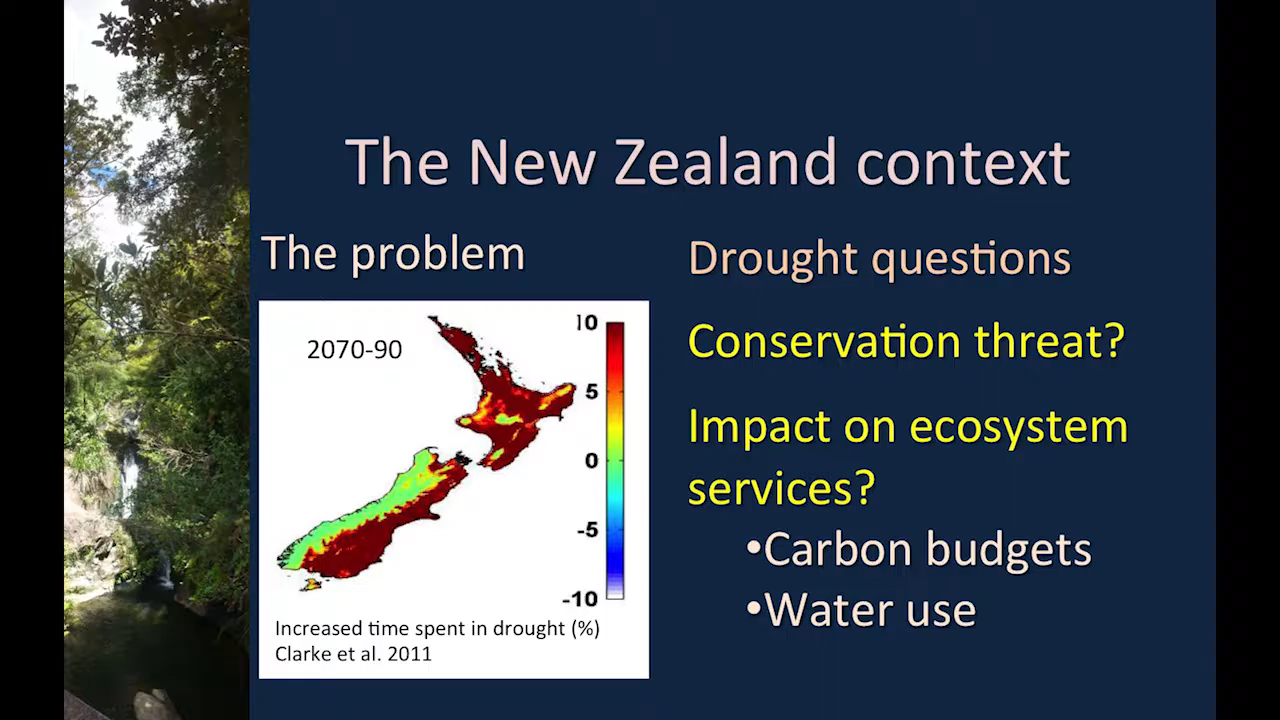 The New Zealand context
The problem
2070-90
10
5
0
-5
-10
Increased time spent in drought (%)
Clarke et al. 2011
Drought questions
Conservation threat?
Impact on ecosystem
services?
•Carbon budgets
•Water use